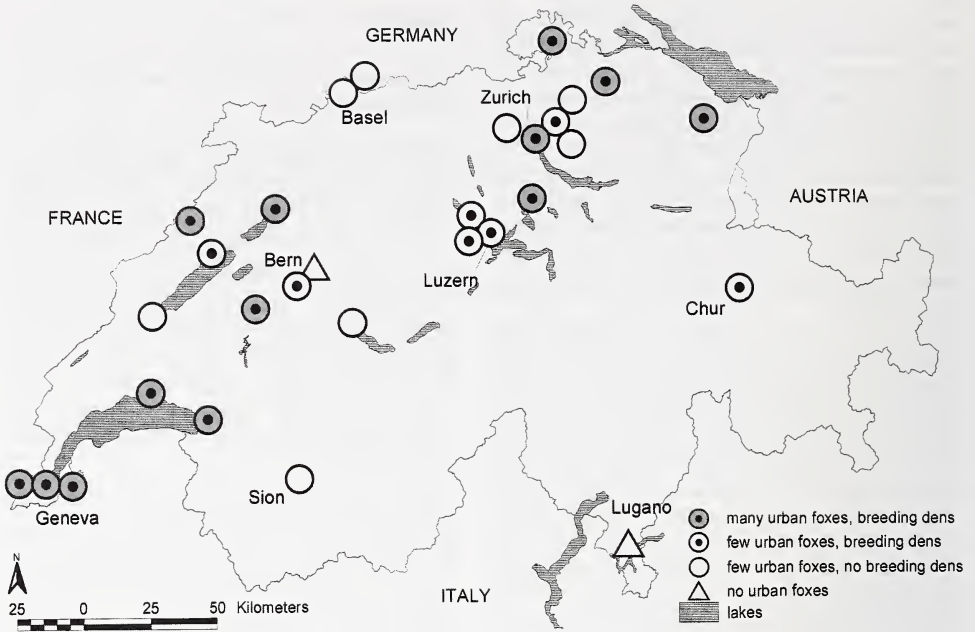 GERMANY
Zurich
Basel
AUSTRIA
FRANCE
Bern
Luzern
Chur
Sion
Lugano
Geneva
many urban foxes, breeding dens
few urban foxes, breeding dens
few urban foxes, no breeding dens
no urban foxes
lakes
N
ITALY
25 0 25 50 Kilometers